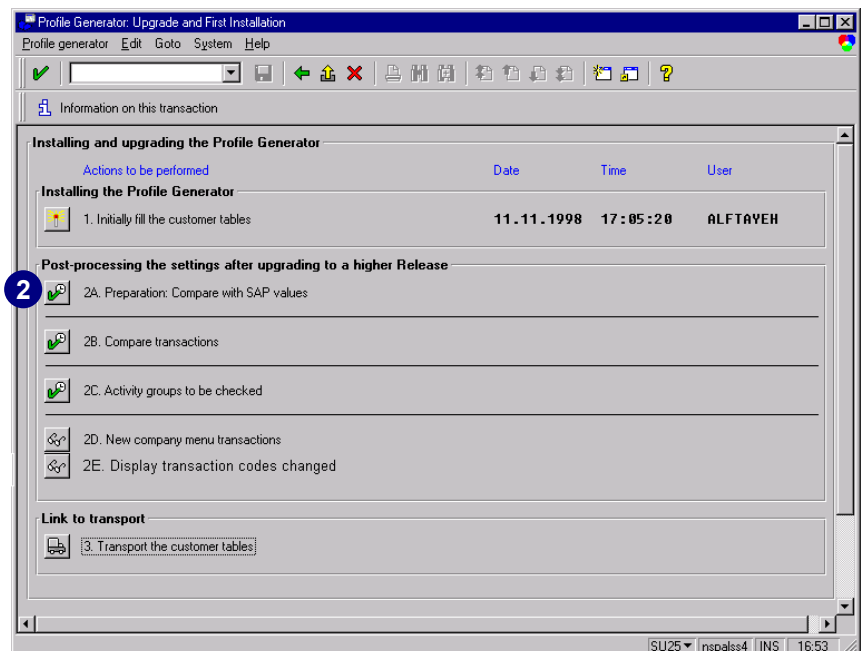 Profile Generator: Upgrade and First Installation
Profile generator Edit Goto System Help
Information on this transaction
Installing and upgrading the Profile Generator
Actions to be performed Date Time User
Installing the Profile Generator
1. Initially fill the customer tables 11.11.1998 17:05:20 ALFTAYEH
Post-processing the settings after upgrading to a higher Release
2 2A. Preparation: Compare with SAP values
2B. Compare transactions
2C. Activity groups to be checked
2D. New company menu transactions
2E. Display transaction codes changed
Link to transport
3. Transport the customer tables
SU25 nspalss4 INS 16:53